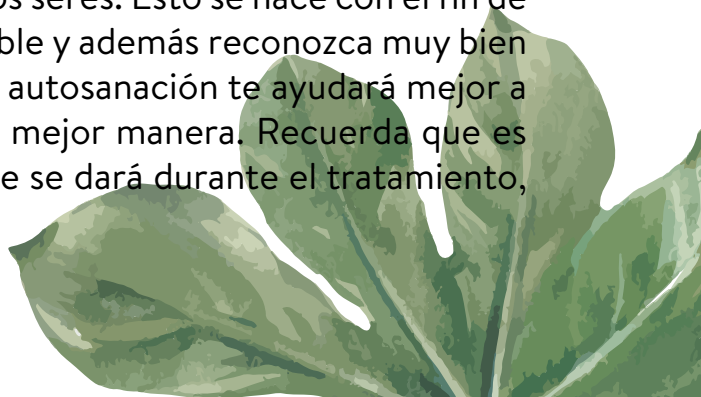 os seres. Esto se hace con el fin de
ble y además reconozca muy bien
autosanación te ayudará mejor a
mejor manera. Recuerda que es
e se dará durante el tratamiento,